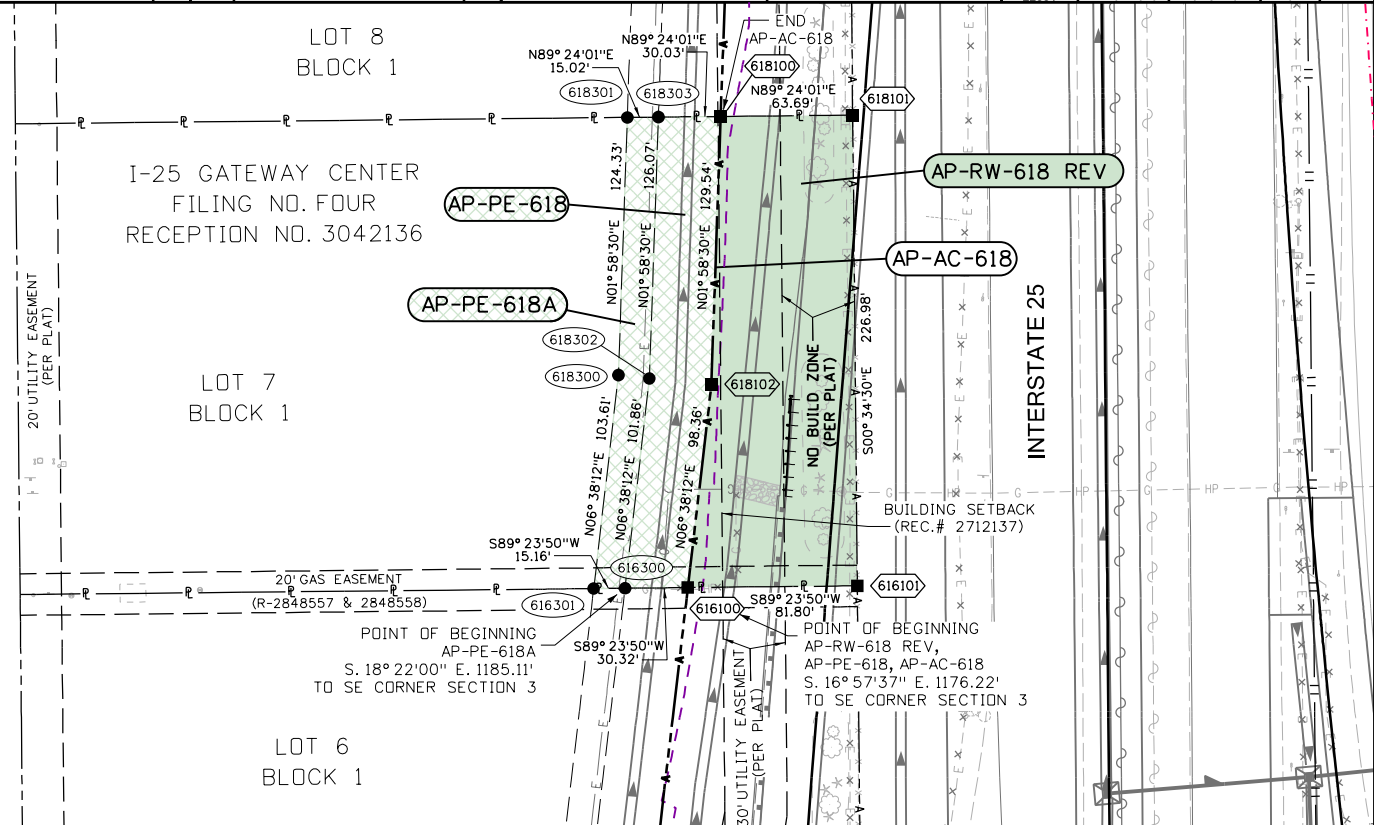 LOT 8
BLOCK 1
END
AP-AC-618
N89° 24'01"E
30.03'
N89° 24'01"E
15.02'
618301
618303
618100
N89° 24'01"E
63.69'
618101
I-25 GATEWAY CENTER
FILING NO. FOUR
RECEPTION NO. 3042136
AP-PE-618
AP-RW-618 REV
AP-AC-618
AP-PE-618A
124.33'
126.07'
129.54'
N01° 58'30"E
N01° 58'30"E
N01° 58'30"E
20' UTILITY EASEMENT
(PER PLAT)
618302
618300
618102
LOT 7
BLOCK 1
NO BUILD ZONE
(PER PLAT)
226.98'
S00° 34'30"E
INTERSTATE 25
103.61'
101.86'
98.36'
N06° 38'12"E
N06° 38'12"E
N06° 38'12"E
BUILDING SETBACK
(REC.# 2712137)
S89° 23'50"W
15.16'
616300
20' GAS EASEMENT
(R-2848557 & 2848558)
616301
616100
S89° 23'50"W
81.80'
616101
POINT OF BEGINNING
AP-PE-618A
S. 18° 22'00" E. 1185.11'
TO SE CORNER SECTION 3
S89° 23'50"W
30.32'
POINT OF BEGINNING
AP-RW-618 REV,
AP-PE-618, AP-AC-618
S. 16° 57'37" E. 1176.22'
TO SE CORNER SECTION 3
30' UTILITY EASEMENT
(PER PLAT)
LOT 6
BLOCK 1